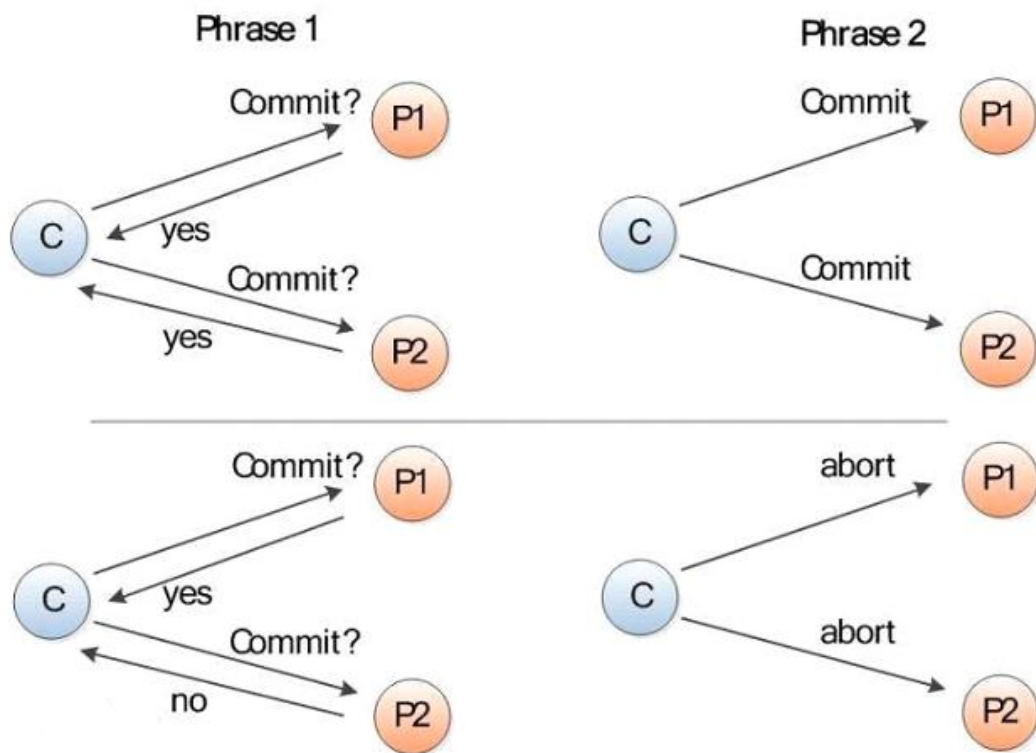 Phrase 1
Phrase 2
Commit?
P1
Commit
P1
C
yes
C
Commit?
Commit
yes
P2
P2
Commit?
P1
abort
P1
C
yes
C
Commit?
abort
no
P2
P2